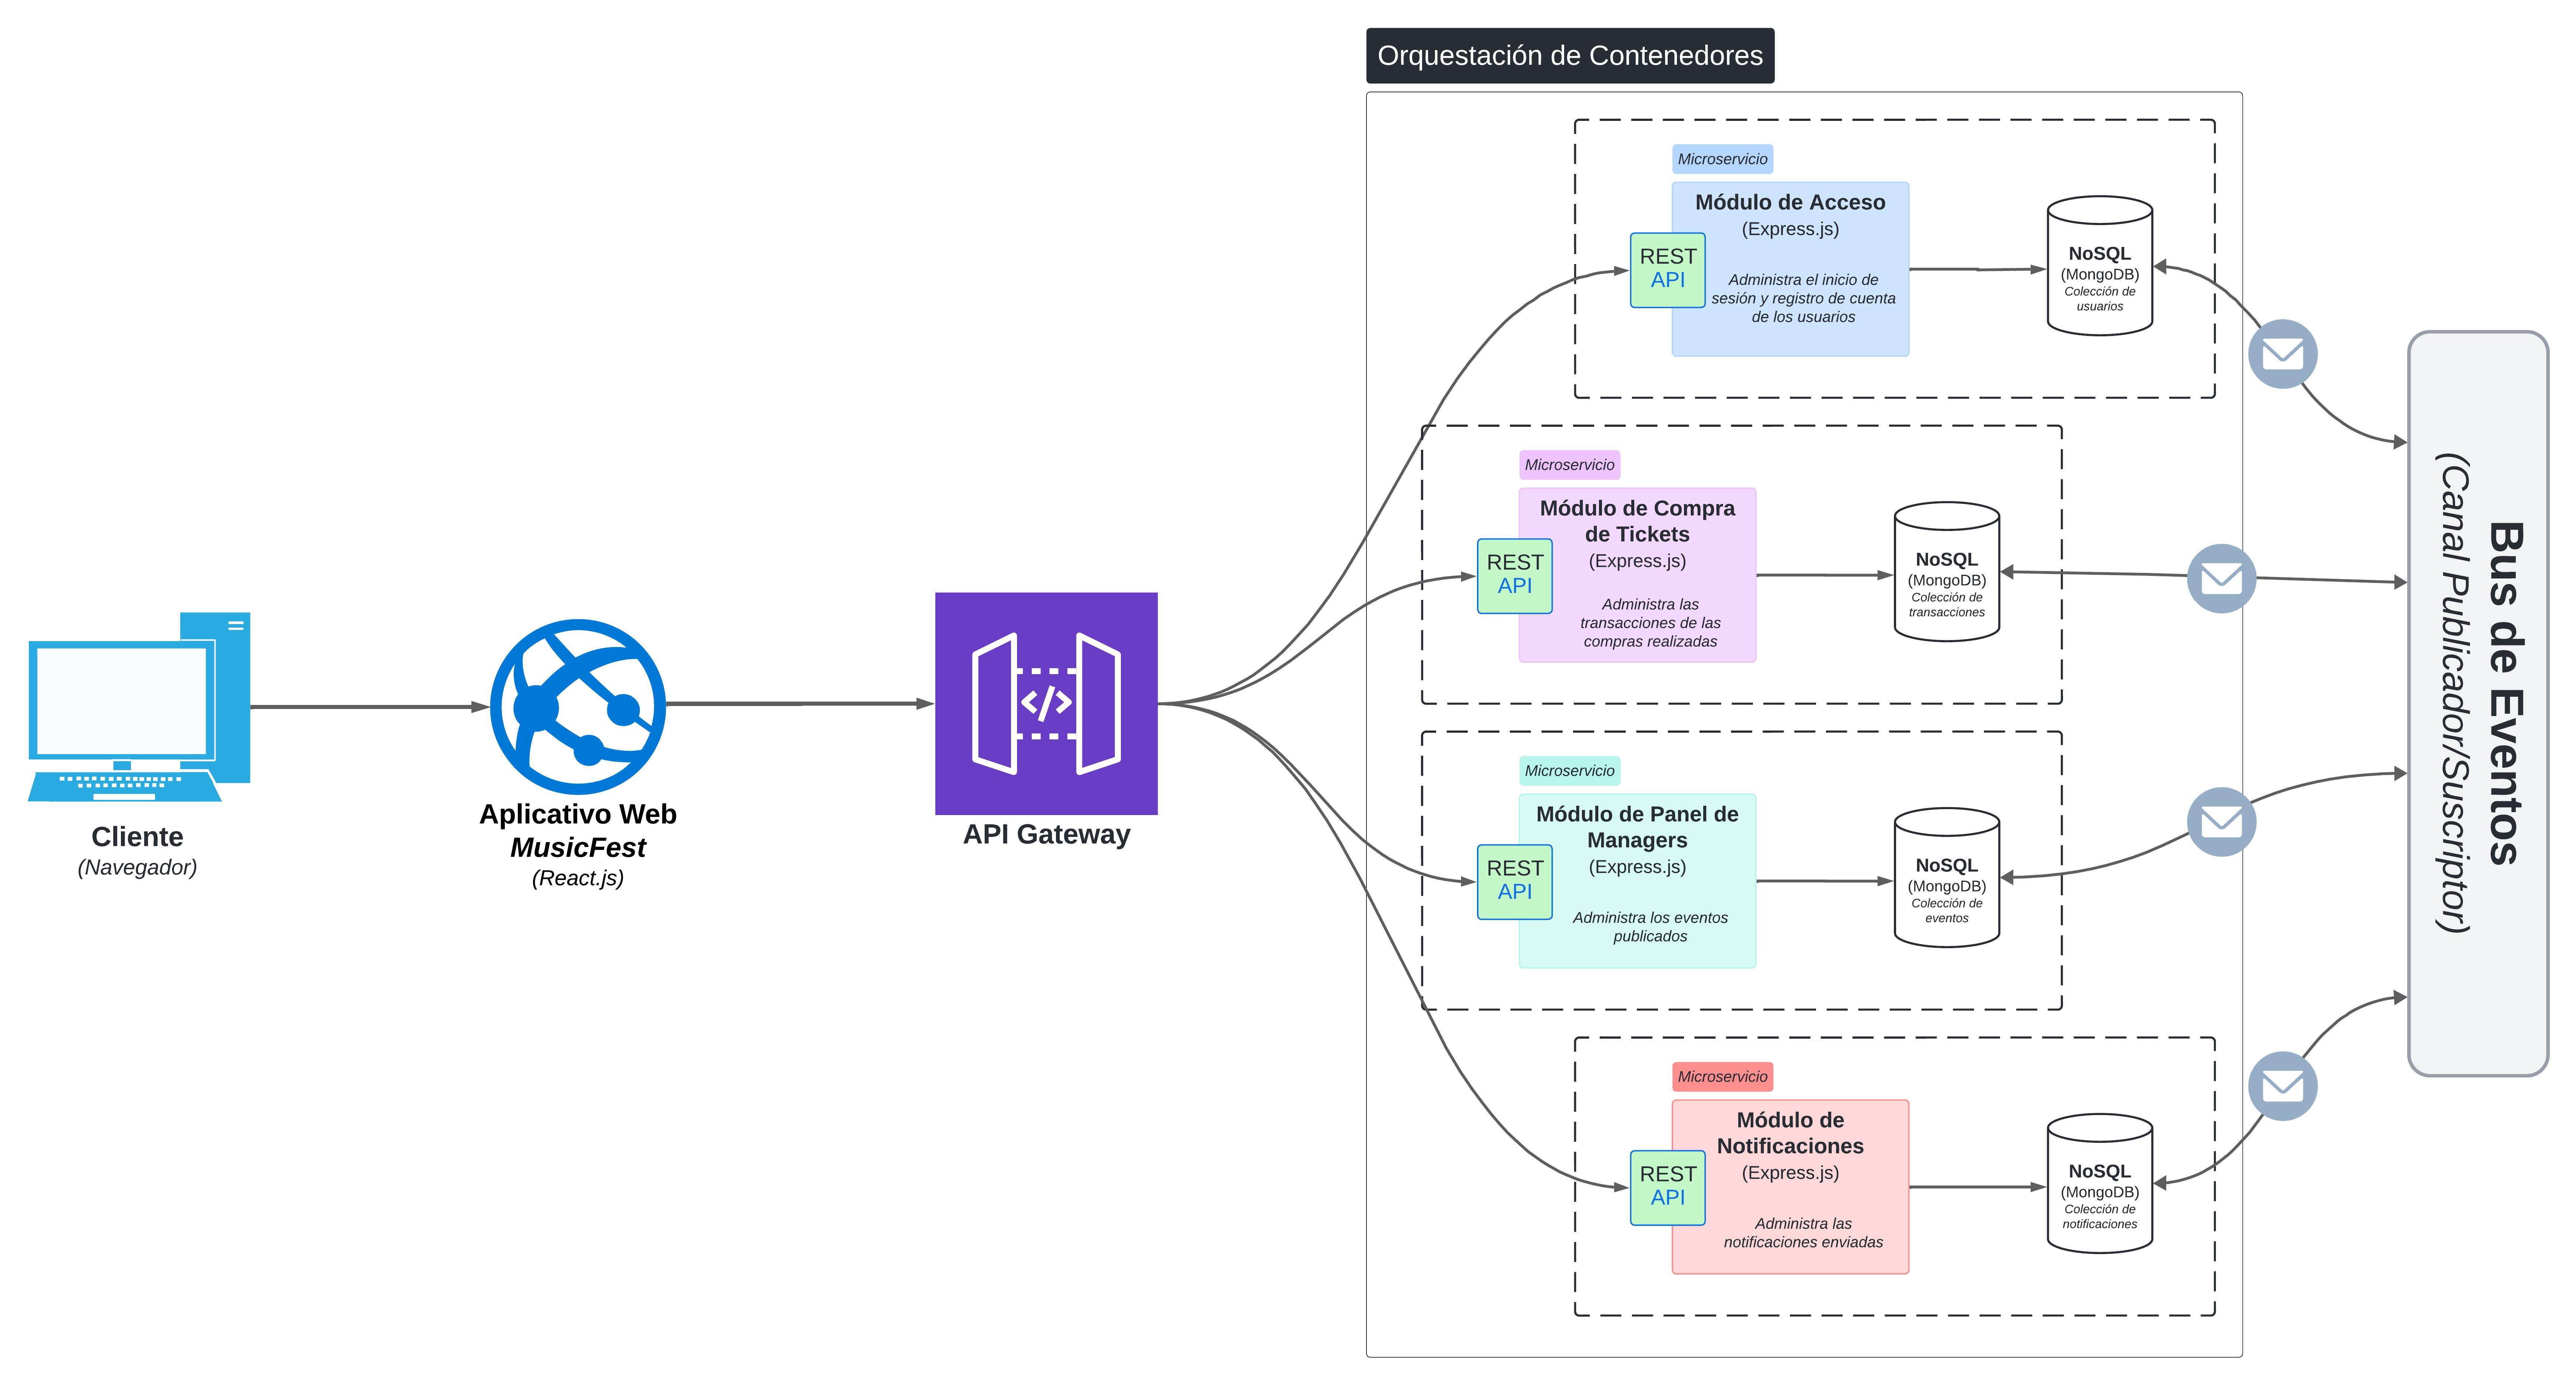 Orquestación de Contenedores
Cliente
(Navegador)
Aplicativo Web
MusicFest
(React.js)
API Gateway
Microservicio
Módulo de Acceso
(Express.js)
REST
API
Administra el inicio de
sesión y registro de cuenta
de los usuarios
NoSQL
(MongoDB)
Colección de
usuarios
Microservicio
Módulo de Compra
de Tickets
(Express.js)
REST
API
Administra las
transacciones de las
compras realizadas
NoSQL
(MongoDB)
Colección de
transacciones
Microservicio
Módulo de Panel de
Managers
(Express.js)
REST
API
Administra los eventos
publicados
NoSQL
(MongoDB)
Colección de
eventos
Microservicio
Módulo de
Notificaciones
(Express.js)
REST
API
Administra las
notificaciones enviadas
NoSQL
(MongoDB)
Colección de
notificaciones
Bus de Eventos
(Canal Publicador/Suscriptor)